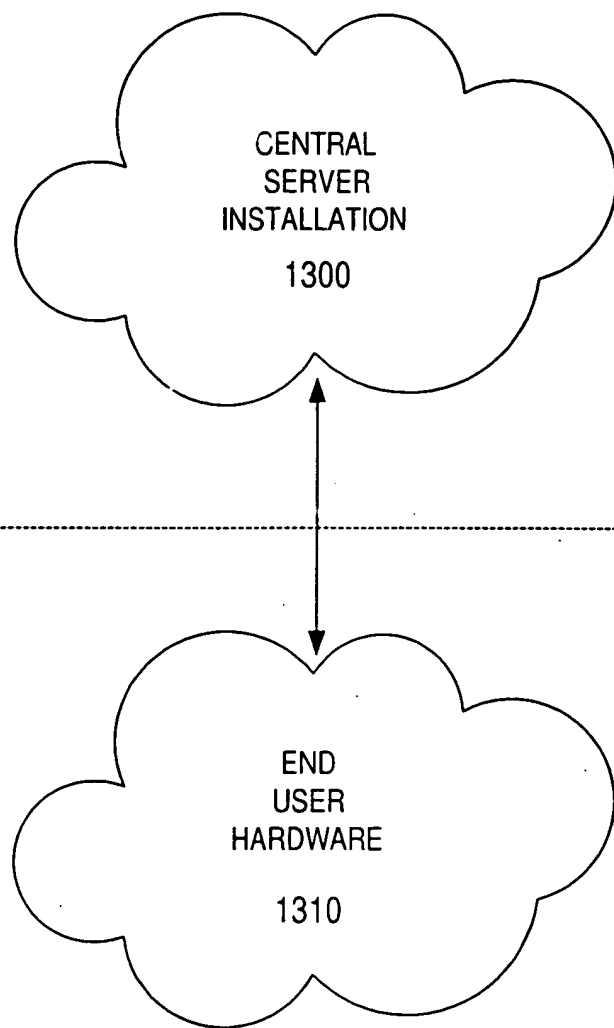 CENTRAL
SERVER
INSTALLATION
1300
END
USER
HARDWARE
1310